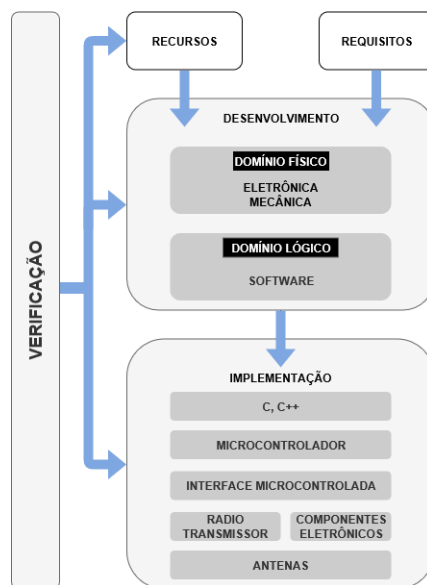 RECURSOS
REQUISITOS
DESENVOLVIMENTO
DOMÍNIO FÍSICO
ELETRÔNICA
MECÂNICA
DOMÍNIO LÓGICO
SOFTWARE
VERIFICAÇÃO
IMPLEMENTAÇÃO
C, C++
MICROCONTROLADOR
INTERFACE MICROCONTROLADA
RADIO
TRANSMISSOR
COMPONENTES
ELETRÔNICOS
ANTENAS